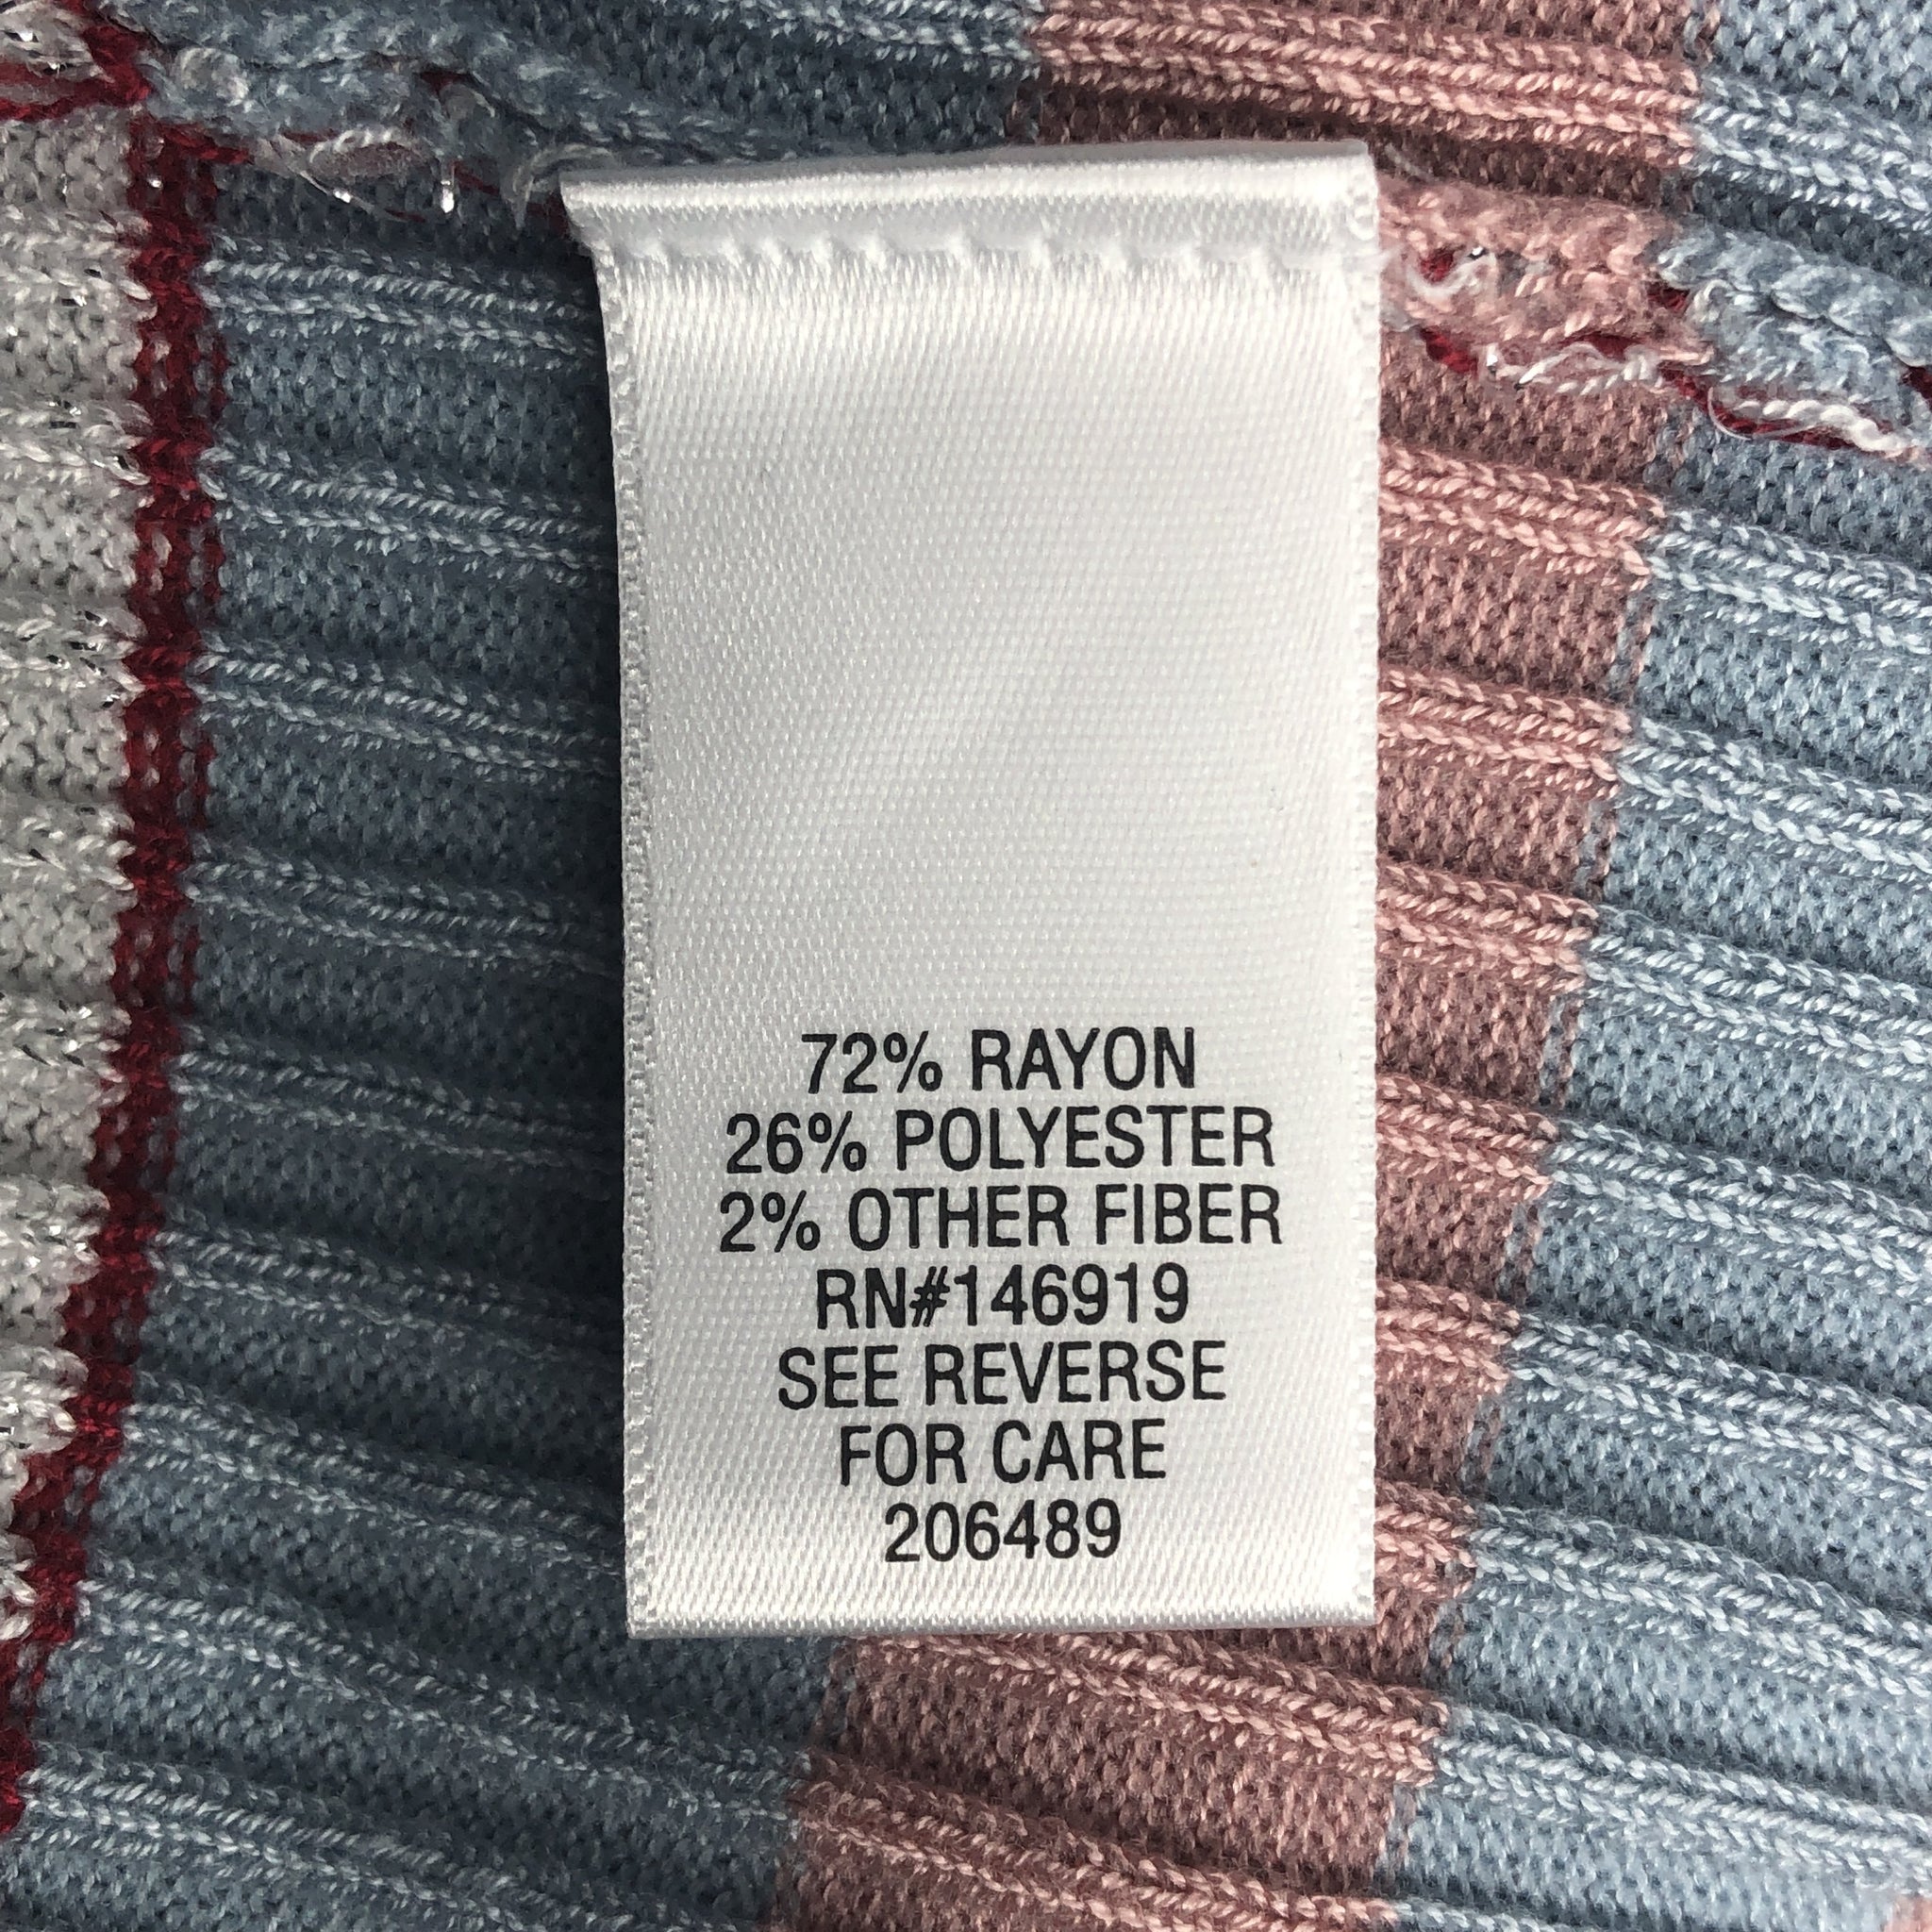 72% RAYON
26% POLYESTER
2% OTHER FIBER
RN#146919
SEE REVERSE
FOR CARE
206489